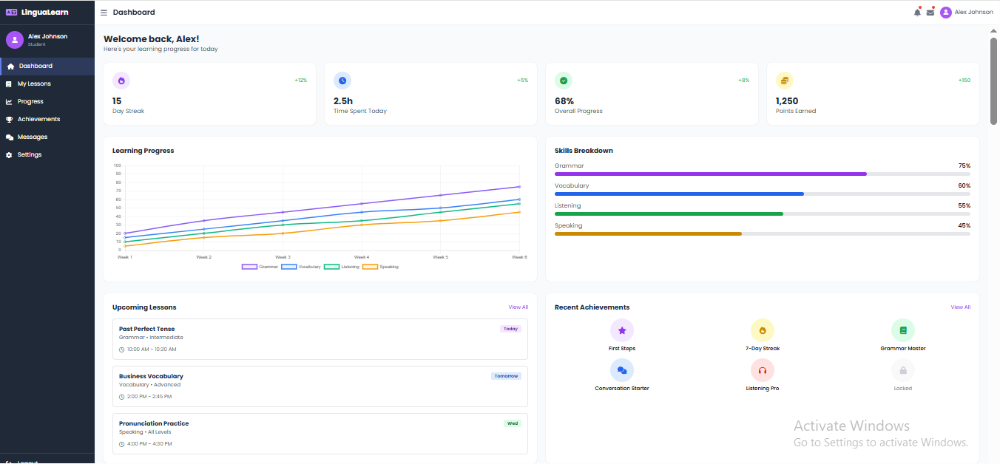 LinguaLearn
Alex Johnson
Student
Dashboard
My Lessons
Progress
Achievements
Messages
Settings
Logout
Dashboard
Alex Johnson
Welcome back, Alex!
Here's your learning progress for today
+12%
15
Day Streak
+5%
2.5h
Time Spent Today
+8%
68%
Overall Progress
+150
1,250
Points Earned
Learning Progress
100
90
80
70
60
50
40
30
20
10
0
Week 1 Week 2 Week 3 Week 4 Week 5 Week 6
Grammar Vocabulary Listening Speaking
Skills Breakdown
Grammar 75%
Vocabulary 60%
Listening 55%
Speaking 45%
Upcoming Lessons View All
Past Perfect Tense Today
Grammar • Intermediate
10:00 AM - 10:30 AM
Business Vocabulary Tomorrow
Vocabulary • Advanced
2:00 PM - 2:45 PM
Pronunciation Practice Wed
Speaking • All Levels
4:00 PM - 4:30 PM
Recent Achievements View All
First Steps 7-Day Streak Grammar Master
Conversation Starter Listening Pro Locked
Activate Windows
Go to Settings to activate Windows.